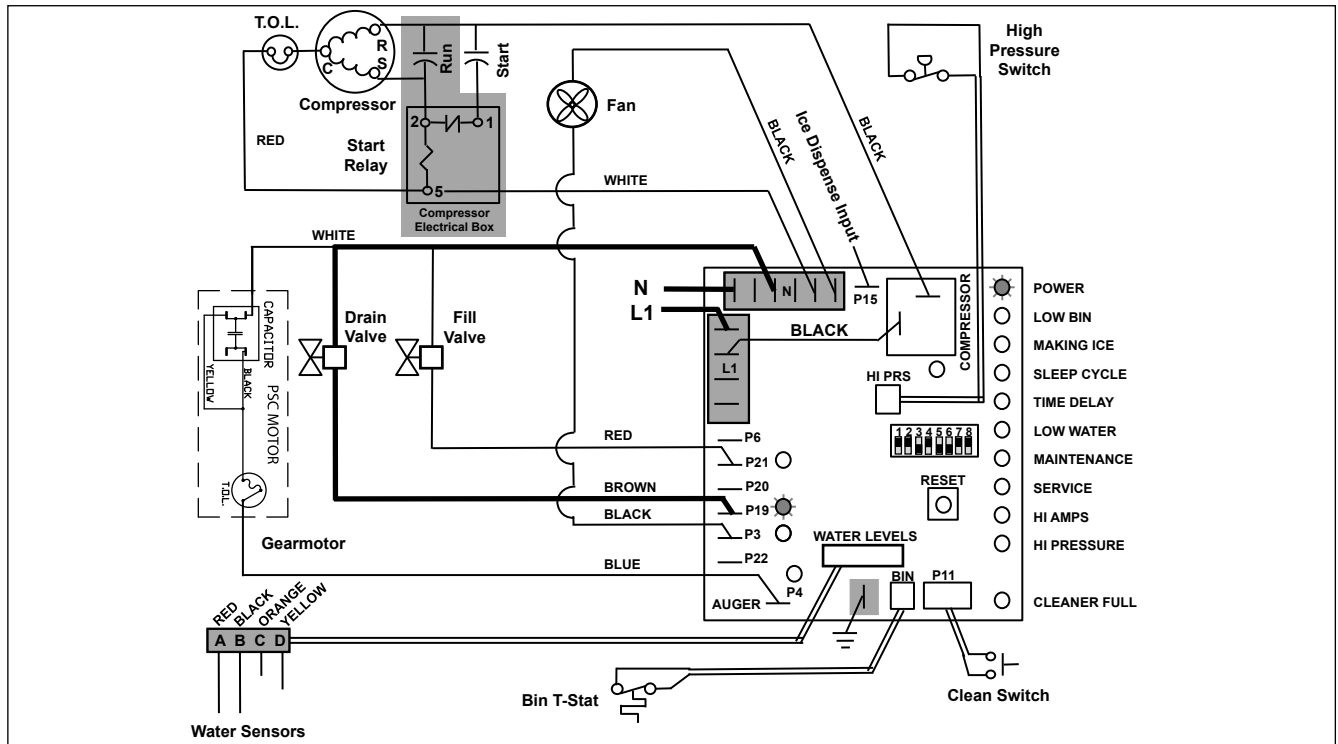 T.O.L.
R
S
C
Compressor
Run
Start
2
1
5
Start
Relay
Compressor
Electrical Box
RED
WHITE
Fan
BLACK
BLACK
Ice Dispense Input
High
Pressure
Switch
WHITE
N
L1
N
L1
P15
BLACK
COMPRESSOR
HI PRS
1 2 3 4 5 6 7 8
RESET
POWER
LOW BIN
MAKING ICE
SLEEP CYCLE
TIME DELAY
LOW WATER
MAINTENANCE
SERVICE
HI AMPS
HI PRESSURE
CLEANER FULL
Drain
Valve
Fill
Valve
CAPACITOR
YELLOW
BLACK
PSC MOTOR
T.O.L.
Gearmotor
RED
BROWN
BLACK
BLUE
P6
P21
P20
P19
P3
P22
P4
AUGER
WATER LEVELS
BIN
P11
RED
BLACK
ORANGE
YELLOW
A B C D
Water Sensors
Bin T-Stat
Clean Switch